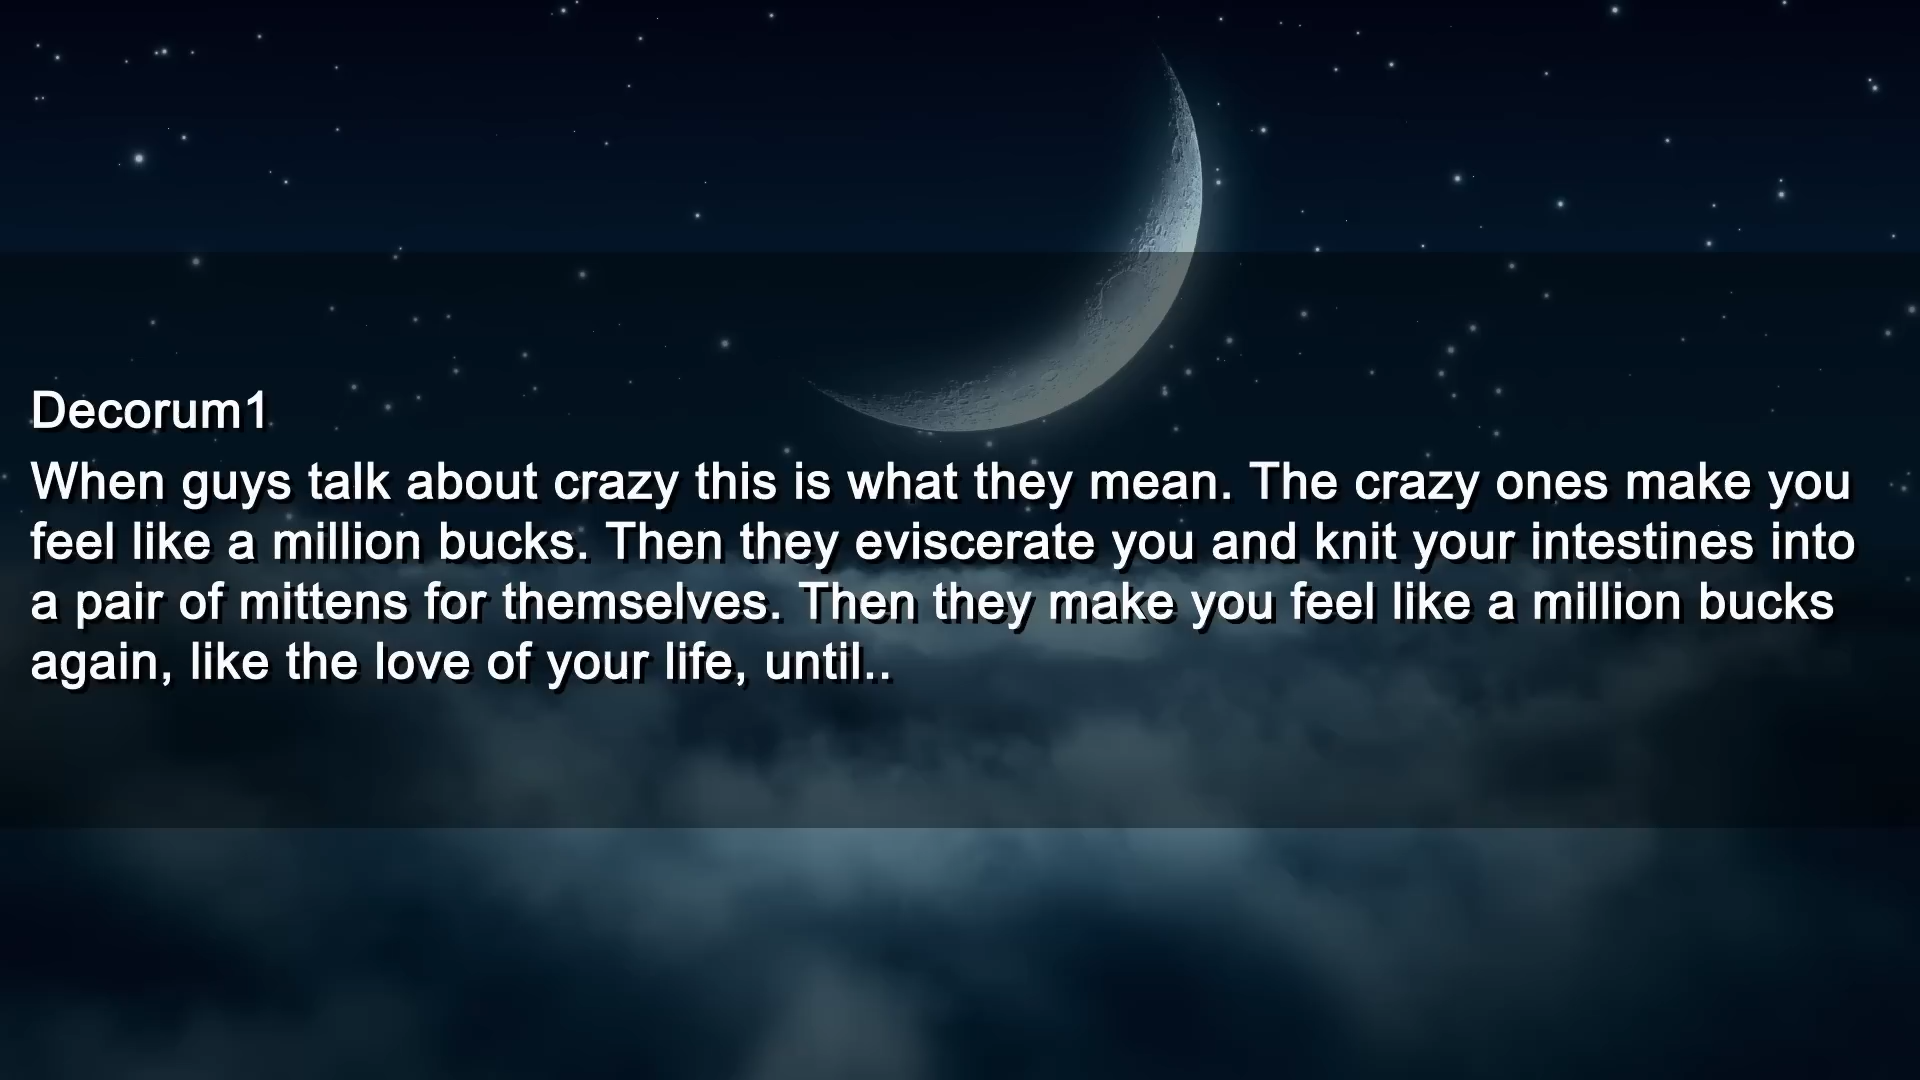 Decorum1
When guys talk about crazy this is what they mean. The crazy ones make you
feel like a million bucks. Then they eviscerate you and knit your intestines into
a pair of mittens for themselves. Then they make you feel like a million bucks
again, like the love of your life, until..